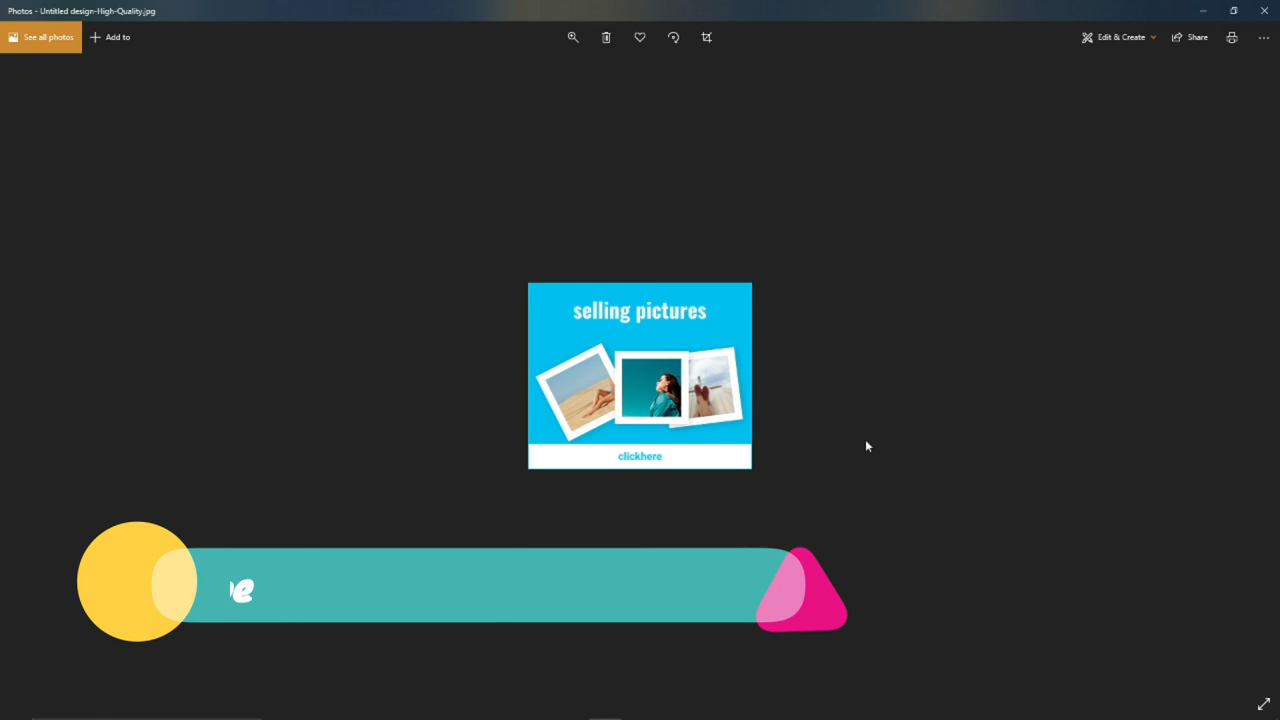 Photos - Untitled design-High-Quality.jpg
See all photos
Add to
Edit & Create
Share
selling pictures
clickhere